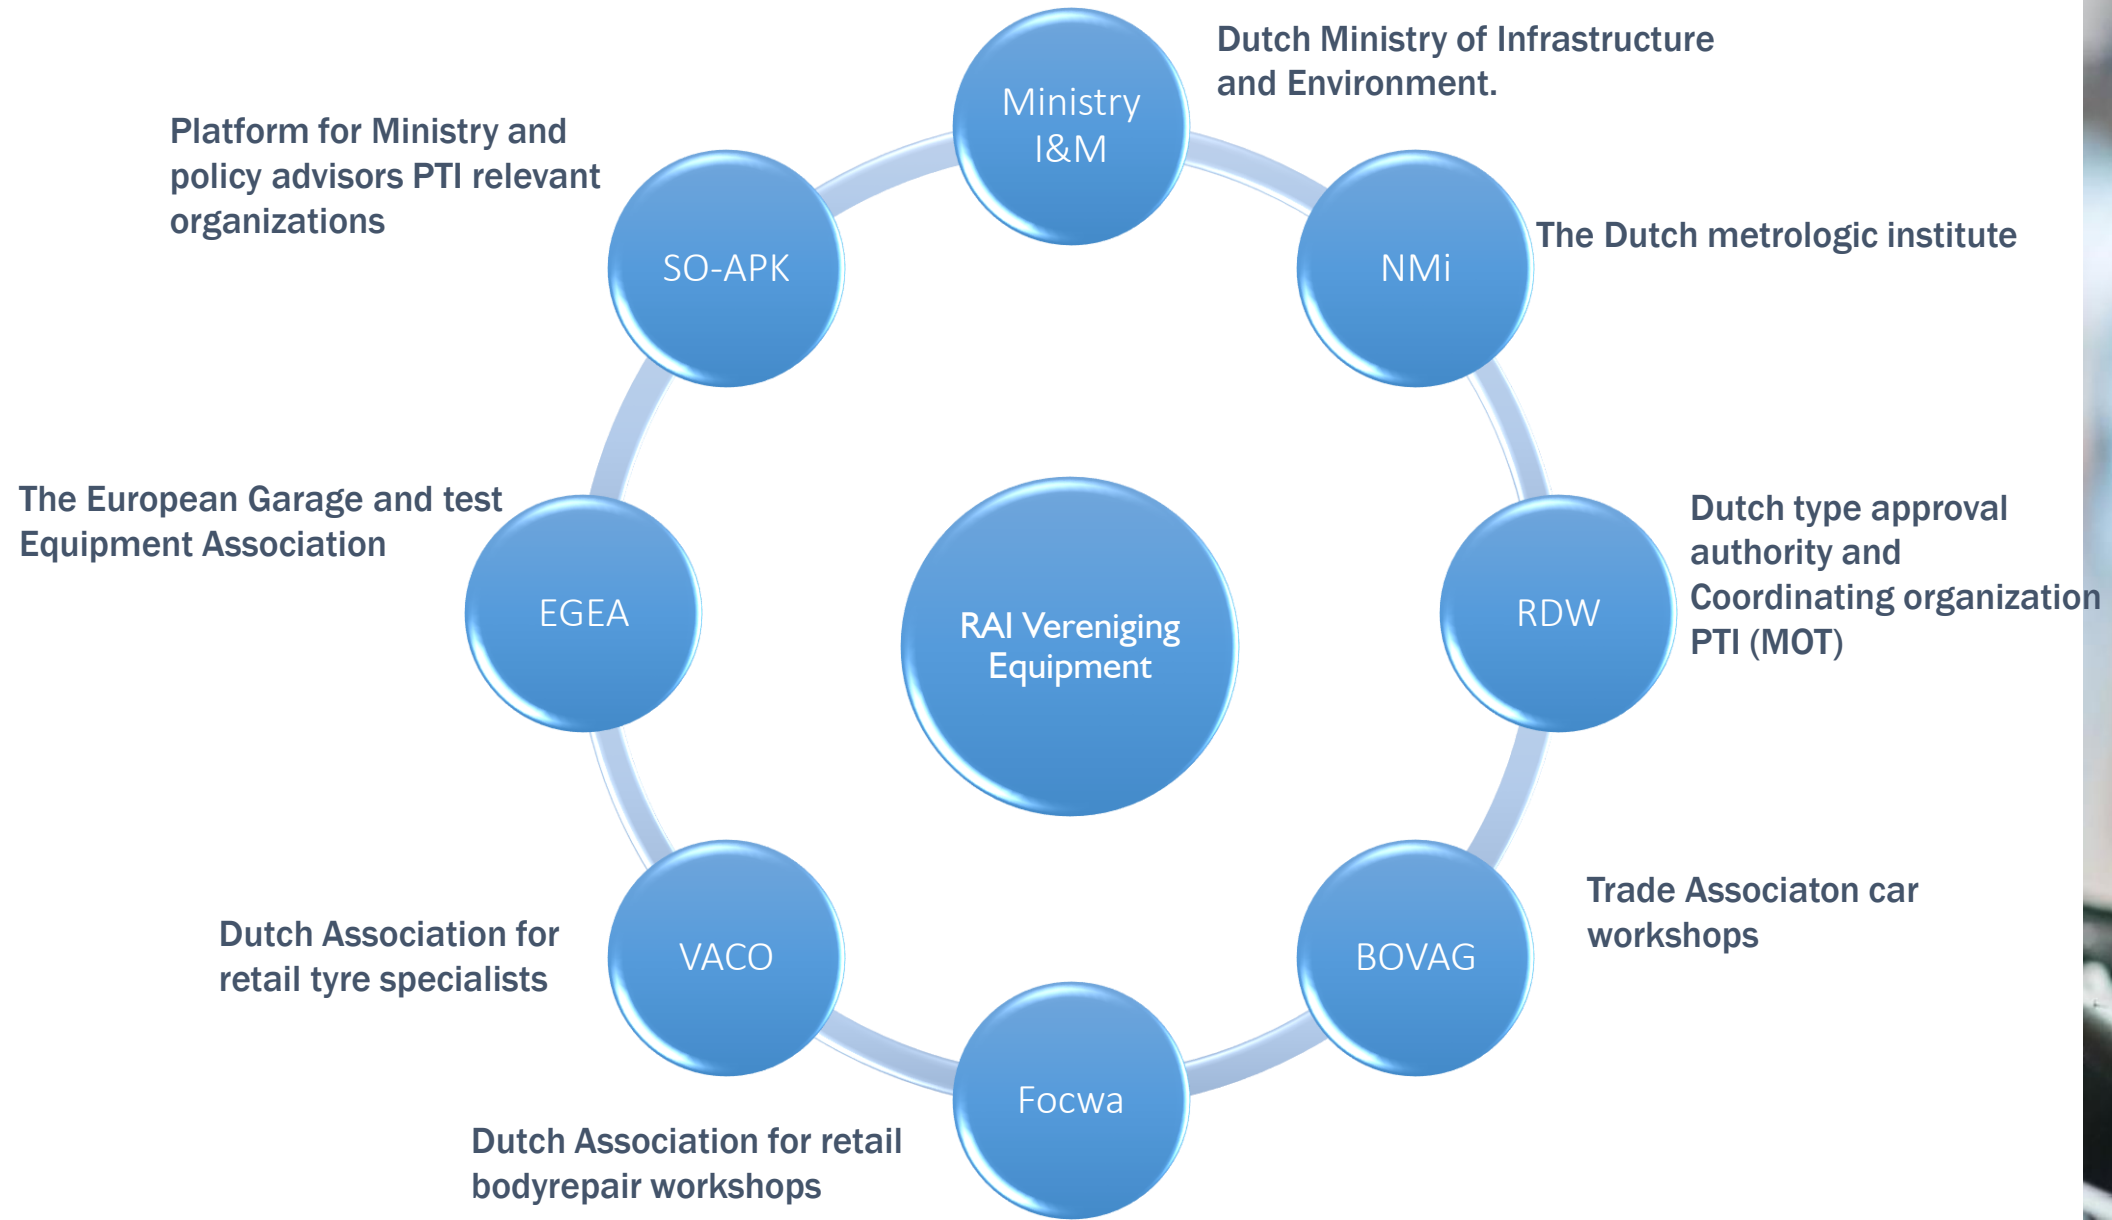 Ministry
I&M
Dutch Ministry of Infrastructure
and Environment.
NMi
The Dutch metrologic institute
RDW
Dutch type approval
authority and
Coordinating organization
PTI (MOT)
BOVAG
Trade Associaton car
workshops
Focwa
Dutch Association for retail
bodyrepair workshops
VACO
Dutch Association for
retail tyre specialists
EGEA
The European Garage and test
Equipment Association
SO-APK
Platform for Ministry and
policy advisors PTI relevant
organizations
RAI Vereniging
Equipment